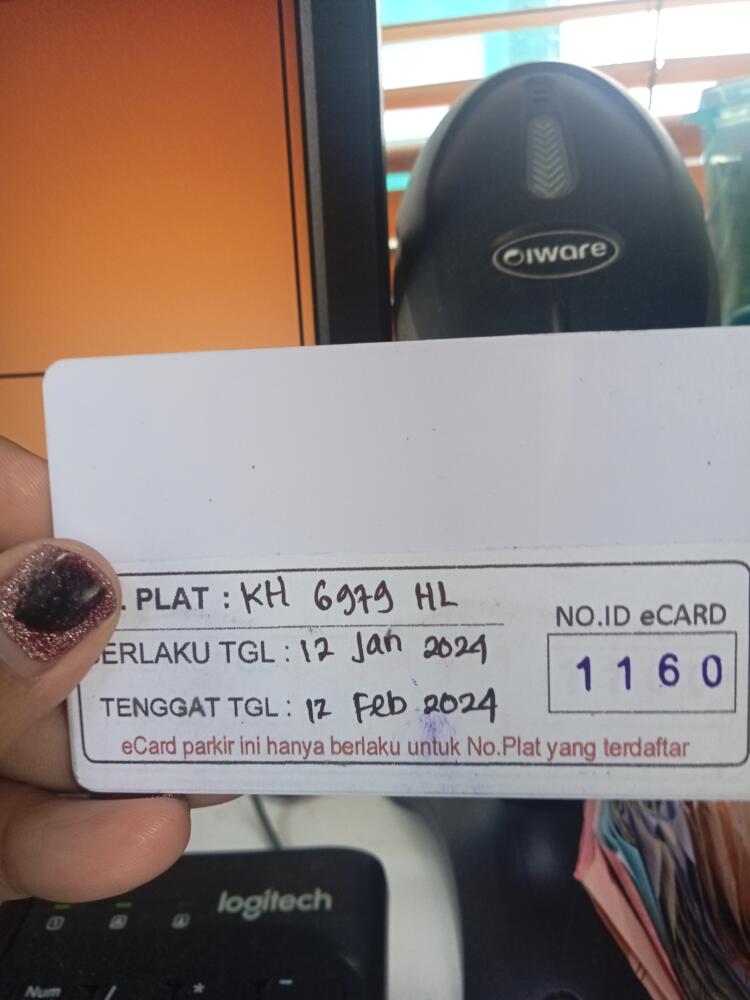 iware
. PLAT : KH 6979 HL
ERLAKU TGL : 12 Jan 2024
TENGGAT TGL : 12 Feb 2024
NO.ID eCARD
1160
eCard parkir ini hanya berlaku untuk No.Plat yang terdaftar
logitech
Num / * -